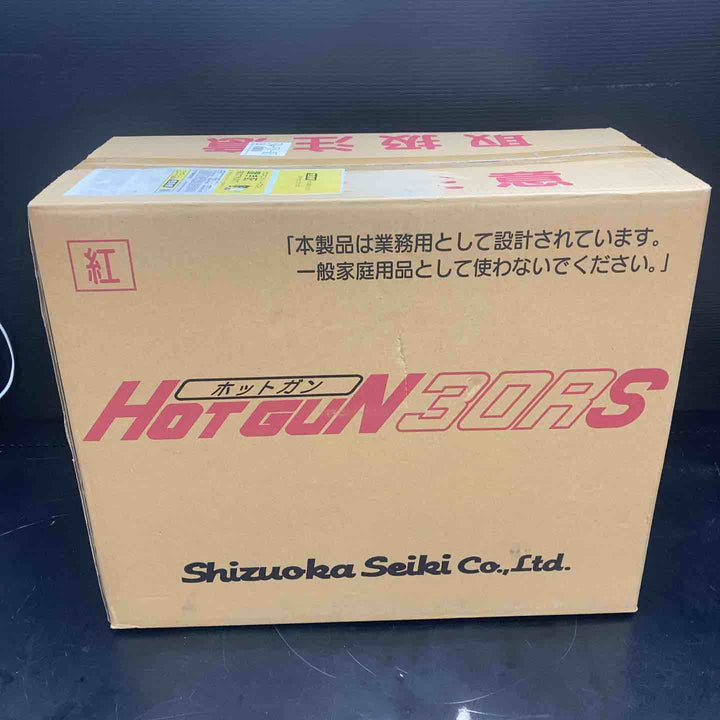 取扱注意
紅
「本製品は業務用として設計されています。
一般家庭用品として使わないでください。」
ホットガン
HOTGUN30RS
Shizuoka Seiki Co.,Ltd.